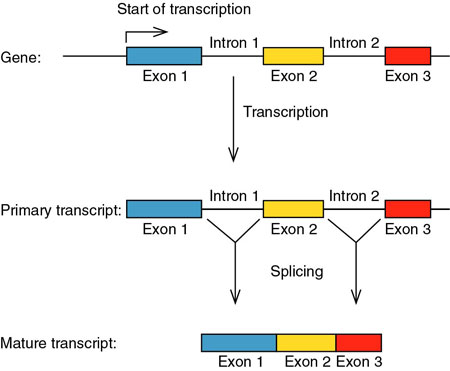 Start of transcription
Intron 1 Intron 2
Gene:
Exon 1 Exon 2 Exon 3
Transcription
Intron 1 Intron 2
Primary transcript:
Exon 1 Exon 2 Exon 3
Splicing
Mature transcript:
Exon 1 Exon 2 Exon 3